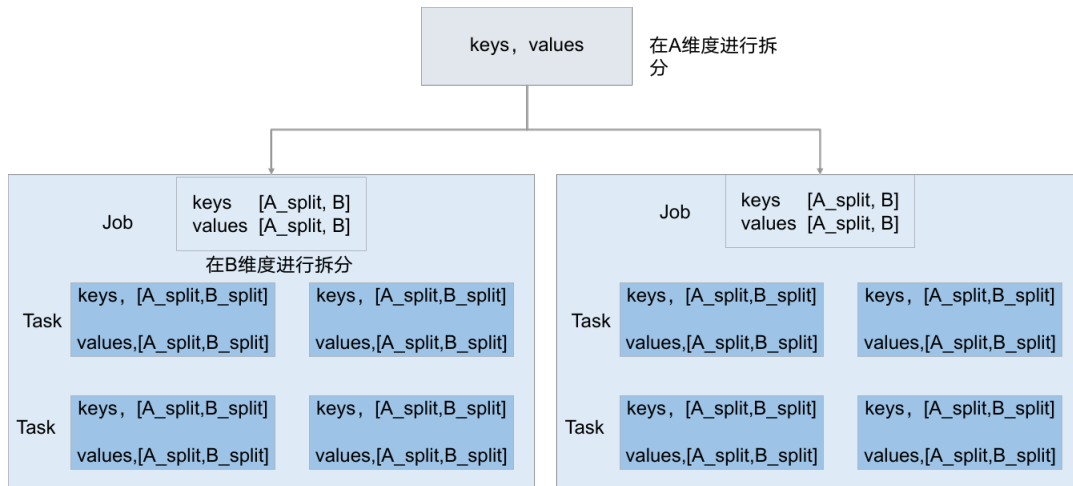 keys，values
在A维度进行拆
分
Job
keys [A_split, B]
values [A_split, B]
在B维度进行拆分
Task
keys，[A_split,B_split]
values,[A_split,B_split]
keys，[A_split,B_split]
values,[A_split,B_split]
Task
keys，[A_split,B_split]
values,[A_split,B_split]
keys，[A_split,B_split]
values,[A_split,B_split]
Job
keys [A_split, B]
values [A_split, B]
Task
keys，[A_split,B_split]
values,[A_split,B_split]
keys，[A_split,B_split]
values,[A_split,B_split]
Task
keys，[A_split,B_split]
values,[A_split,B_split]
keys，[A_split,B_split]
values,[A_split,B_split]